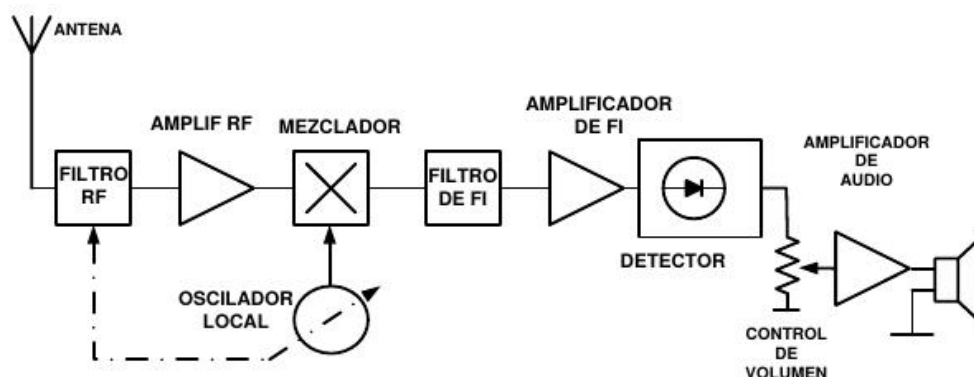 ANTENA
AMPLIF RF
MEZCLADOR
AMPLIFICADOR
DE FI
AMPLIFICADOR
DE
AUDIO
FILTRO
RF
FILTRO
DE FI
DETECTOR
OSCILADOR
LOCAL
CONTROL
DE
VOLUMEN